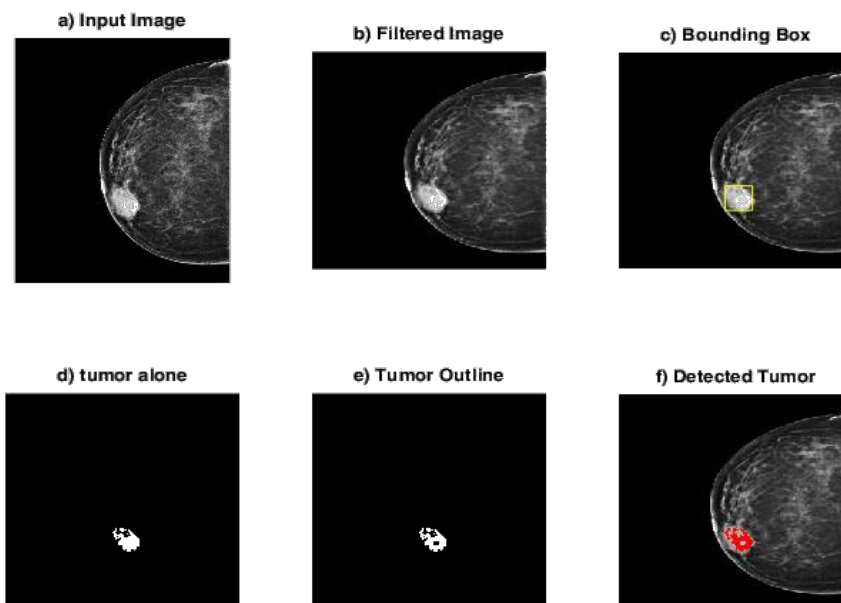 a) Input Image
b) Filtered Image
c) Bounding Box
d) tumor alone
e) Tumor Outline
f) Detected Tumor